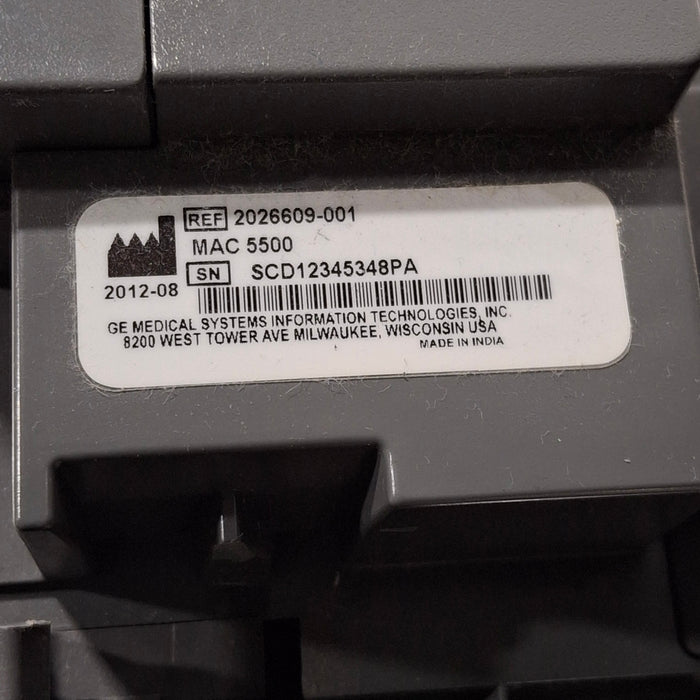 REF 2026609-001
MAC 5500
SN SCD12345348PA
2012-08
GE MEDICAL SYSTEMS INFORMATION TECHNOLOGIES, INC.
8200 WEST TOWER AVE MILWAUKEE, WISCONSIN USA
MADE IN INDIA